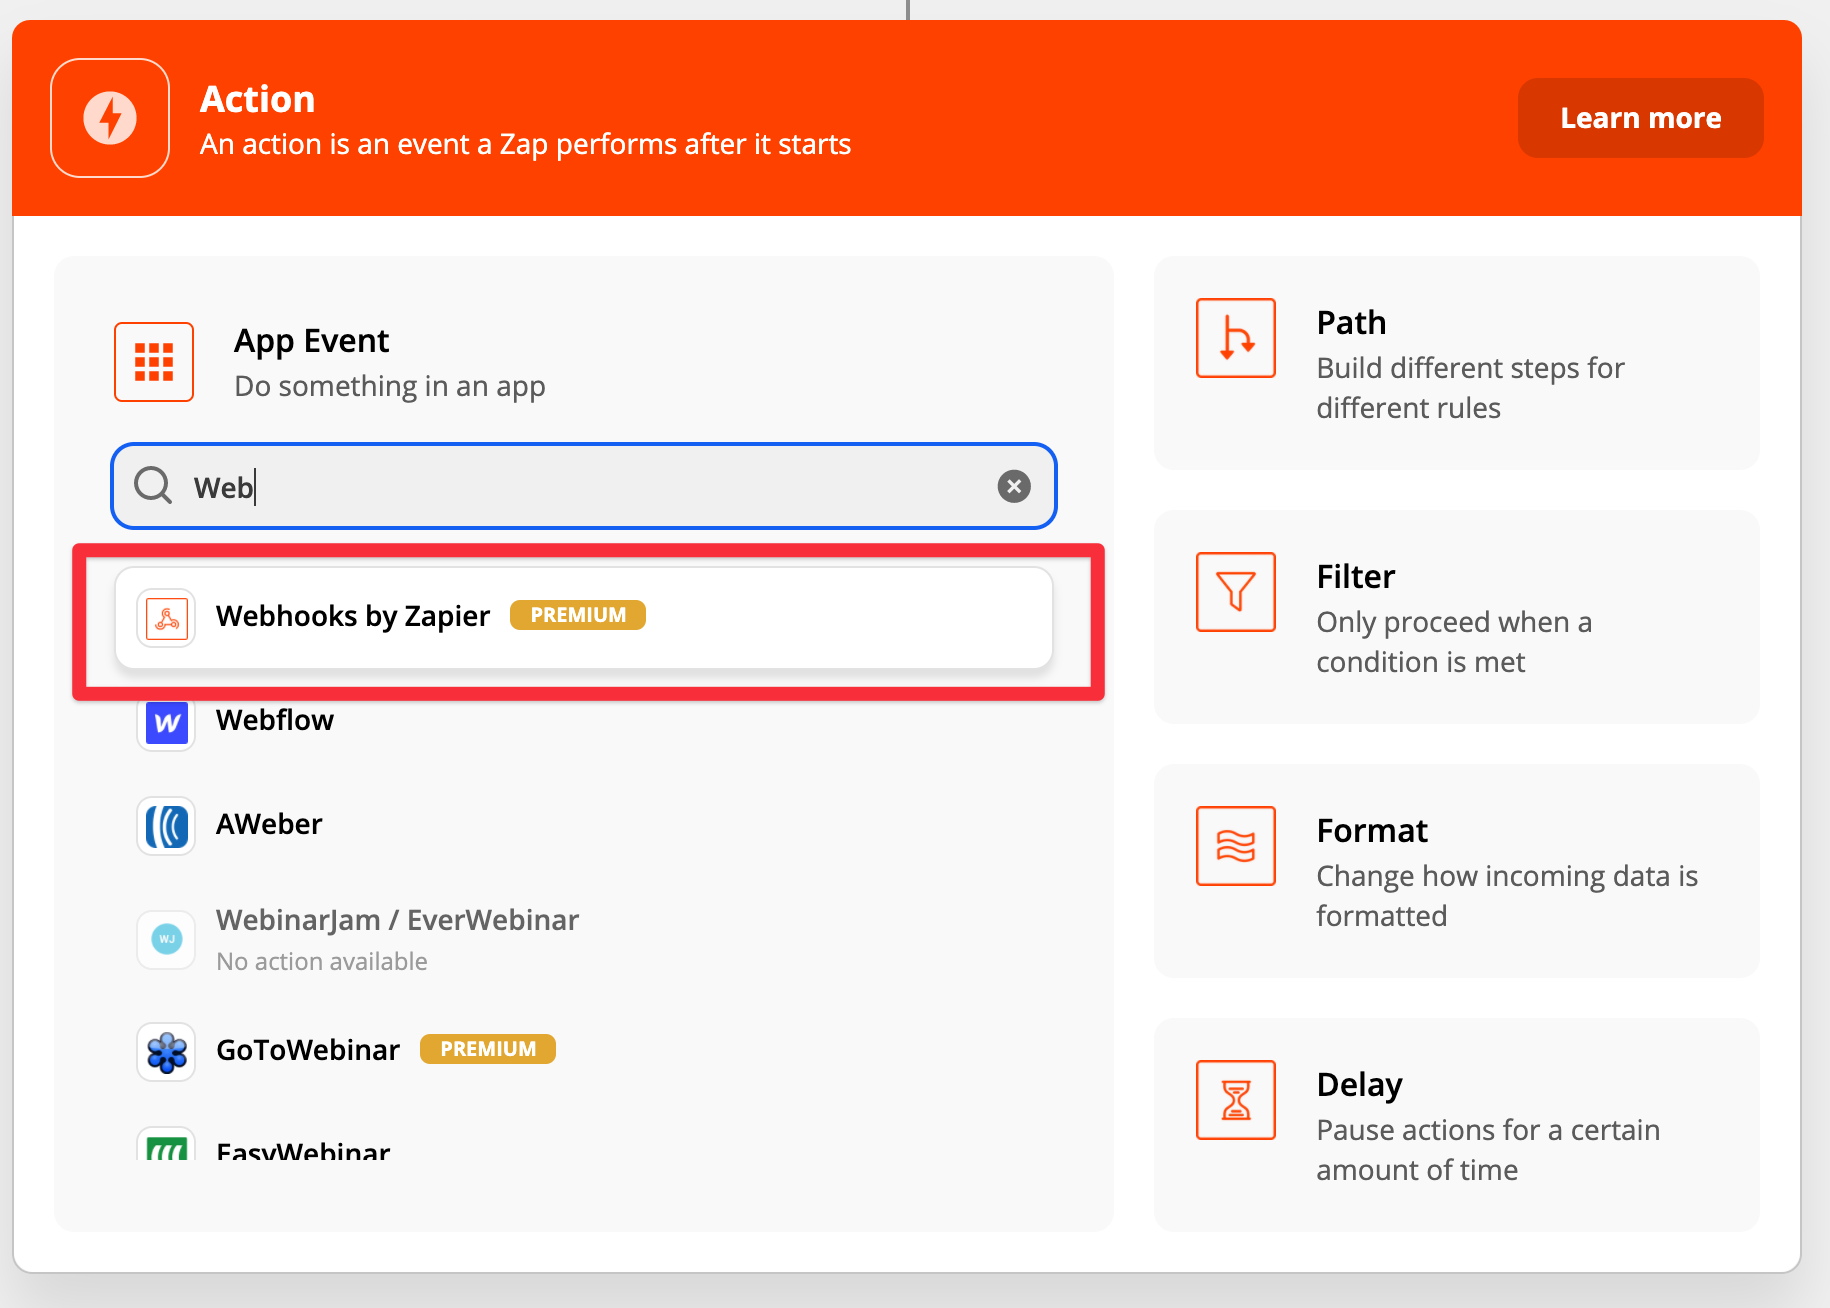 Action
An action is an event a Zap performs after it starts
Learn more
App Event
Do something in an app
Web
Webhooks by Zapier PREMIUM
W Webflow
AWeber
WJ
WebinarJam / EverWebinar
No action available
GoToWebinar PREMIUM
EasyWebinar
Path
Build different steps for
different rules
Filter
Only proceed when a
condition is met
Format
Change how incoming data is
formatted
Delay
Pause actions for a certain
amount of time